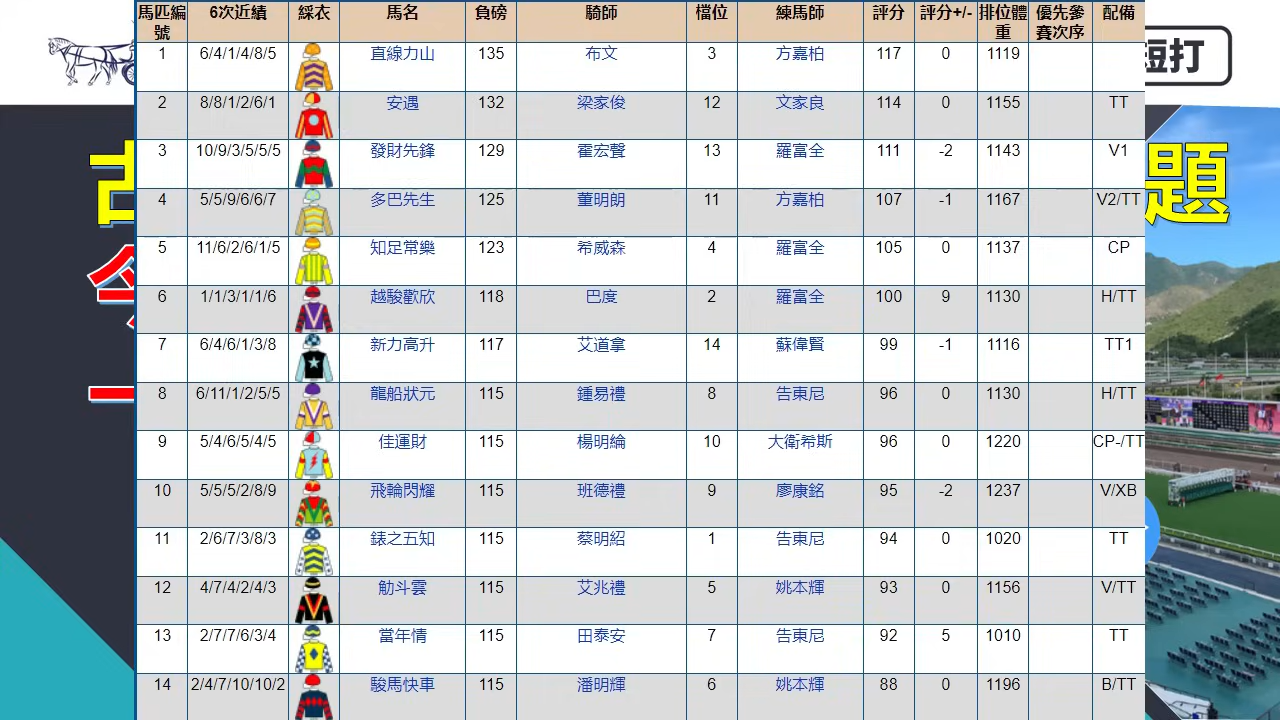 馬匹編號 6次近績 綵衣 馬名 負磅 騎師 檔位 練馬師 評分 評分+/- 排位體重 優先參賽次序 配備
1 6/4/1/4/8/5 直線力山 135 布文 3 方嘉柏 117 0 1119
2 8/8/1/2/6/1 安遇 132 梁家俊 12 文家良 114 0 1155 TT
3 10/9/3/5/5/5 發財先鋒 129 霍宏聲 13 羅富全 111 -2 1143 V1
4 5/5/9/6/6/7 多巴先生 125 董明朗 11 方嘉柏 107 -1 1167 V2/TT
5 11/6/2/6/1/5 知足常樂 123 希威森 4 羅富全 105 0 1137 CP
6 1/1/3/1/1/6 越駿歡欣 118 巴度 2 羅富全 100 9 1130 H/TT
7 6/4/6/1/3/8 新力高升 117 艾道拿 14 蘇偉賢 99 -1 1116 TT1
8 6/11/1/2/5/5 龍船狀元 115 鍾易禮 8 告東尼 96 0 1130 H/TT
9 5/4/6/5/4/5 佳運財 115 楊明綸 10 大衛希斯 96 0 1220 CP-/TT
10 5/5/5/2/8/9 飛輪閃耀 115 班德禮 9 廖康銘 95 -2 1237 V/XB
11 2/6/7/3/8/3 錶之五知 115 蔡明紹 1 告東尼 94 0 1020 TT
12 4/7/4/2/4/3 觔斗雲 115 艾兆禮 5 姚本輝 93 0 1156 V/TT
13 2/7/7/6/3/4 當年情 115 田泰安 7 告東尼 92 5 1010 TT
14 2/4/7/10/10/2 駿馬快車 115 潘明輝 6 姚本輝 88 0 1196 B/TT
短打
題